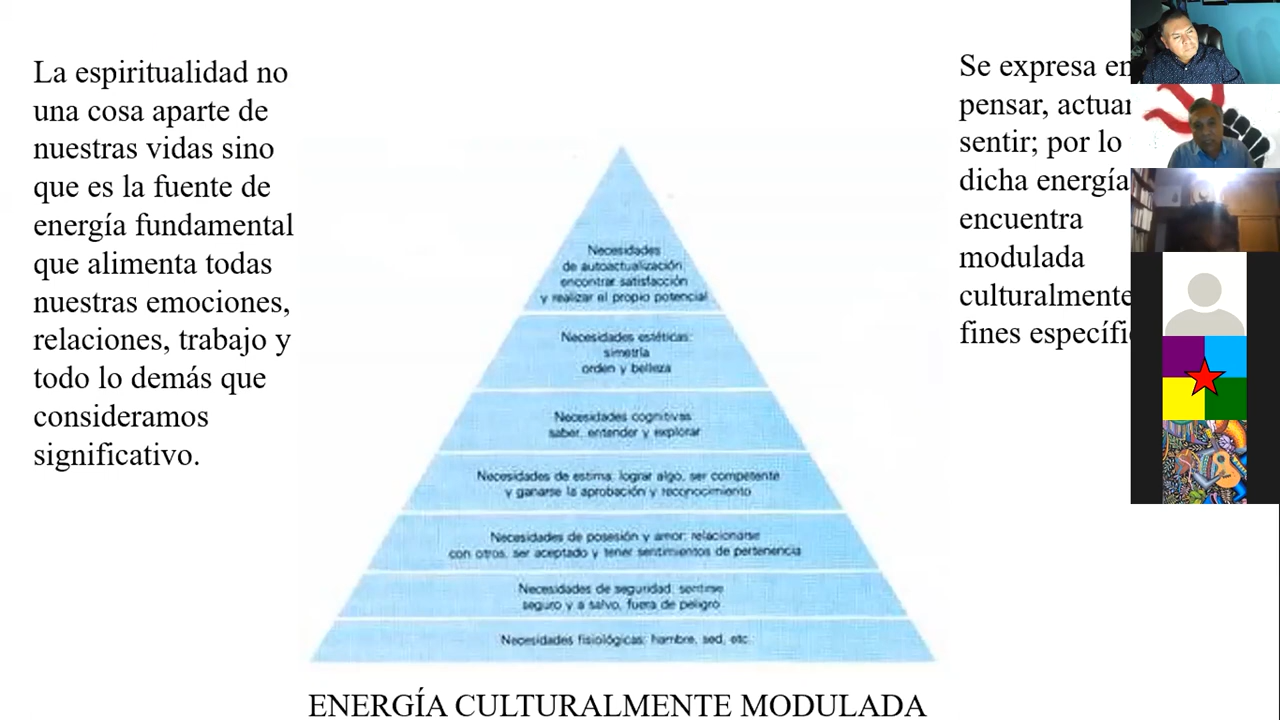 La espiritualidad no
una cosa aparte de
nuestras vidas sino
que es la fuente de
energía fundamental
que alimenta todas
nuestras emociones,
relaciones, trabajo y
todo lo demás que
consideramos
significativo.
Necesidades
de autoactualización
encontrar satisfacción
y realizar el propio potencial
Necesidades estéticas:
simetría
orden y belleza
Necesidades cognitivas
saber, entender y explorar
Necesidades de estima: lograr algo, ser competente
y ganarse la aprobación y reconocimiento
Necesidades de posesión y amor: relacionarse
con otros, ser aceptado y tener sentimientos de pertenencia
Necesidades de seguridad: sentirse
seguro y a salvo, fuera de peligro
Necesidades fisiológicas: hambre, sed, etc.
ENERGÍA CULTURALMENTE MODULADA
Se expresa en
pensar, actuar
sentir; por lo
dicha energía
encuentra
modulada
culturalmente
fines